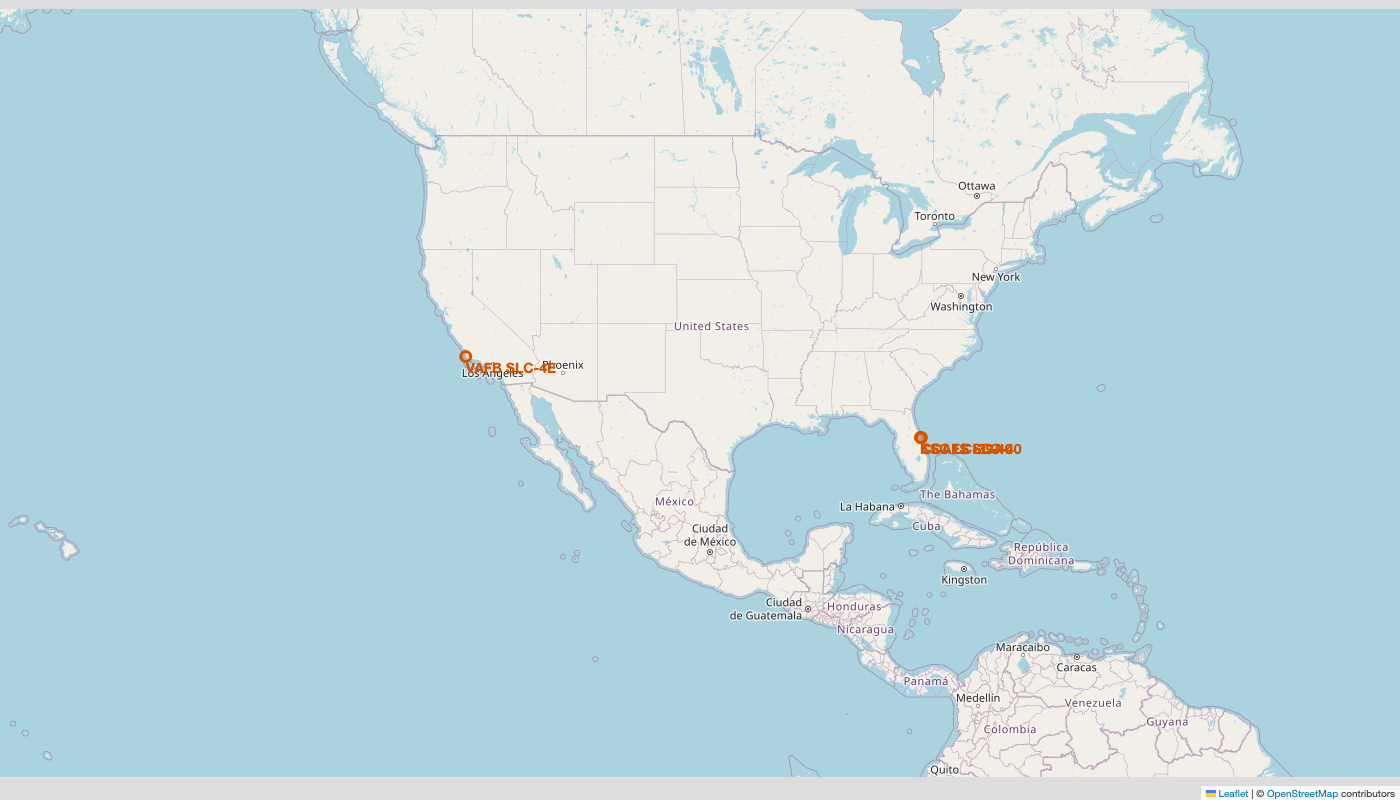 Ottawa
Toronto
New York
Washington
United States
VAFB SLC-4E
Phoenix
Los Angeles
The Bahamas
La Habana
México
Cuba
Ciudad
de México
República
Dominicana
Kingston
Ciudad
de Guatemala
Honduras
Nicaragua
Maracaibo
Caracas
Panamá
Medellín
Venezuela
Guyana
Colombia
Quito
Leaflet | © OpenStreetMap contributors